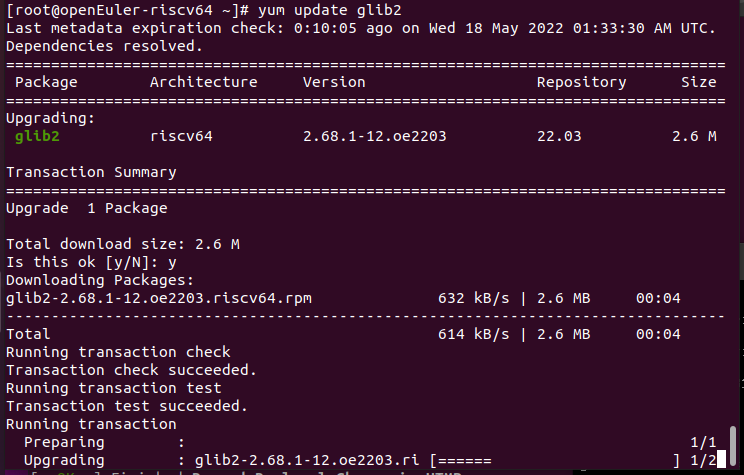 [root@openEuler-riscv64 ~]# yum update glib2
Last metadata expiration check: 0:10:05 ago on Wed 18 May 2022 01:33:30 AM UTC.
Dependencies resolved.
================================================================================
Package Architecture Version Repository Size
================================================================================
Upgrading:
glib2 riscv64 2.68.1-12.oe2203 22.03 2.6 M
Transaction Summary
================================================================================
Upgrade 1 Package
Total download size: 2.6 M
Is this ok [y/N]: y
Downloading Packages:
glib2-2.68.1-12.oe2203.riscv64.rpm 632 kB/s | 2.6 MB 00:04
--------------------------------------------------------------------------------
Total 614 kB/s | 2.6 MB 00:04
Running transaction check
Transaction check succeeded.
Running transaction test
Transaction test succeeded.
Running transaction
Preparing : 1/1
Upgrading : glib2-2.68.1-12.oe2203.ri [====== ] 1/2